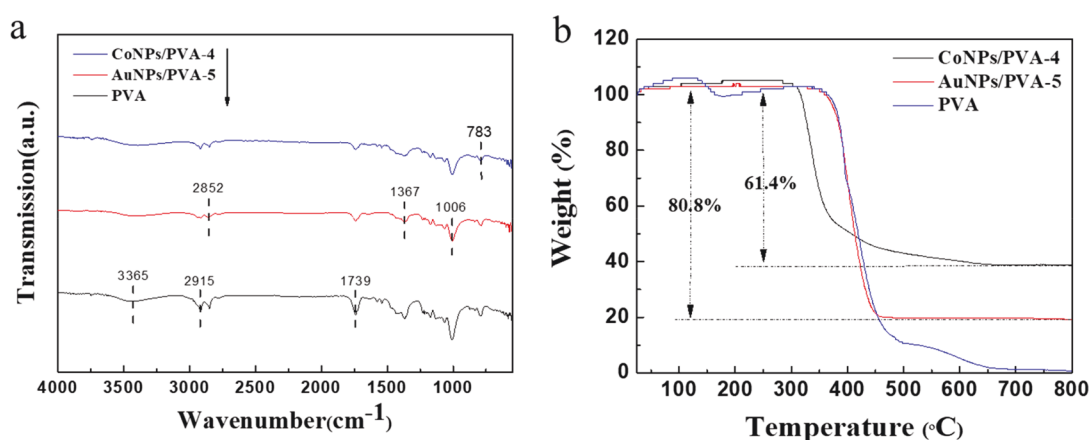 a
CoNPs/PVA-4
AuNPs/PVA-5
PVA
783
2852
1367
1006
3365
2915
1739
Transmission(a.u.)
4000 3500 3000 2500 2000 1500 1000
Wavenumber(cm-1)
b
120
100
80
60
40
20
0
CoNPs/PVA-4
AuNPs/PVA-5
PVA
61.4%
80.8%
Weight (%)
100 200 300 400 500 600 700 800
Temperature (°C)